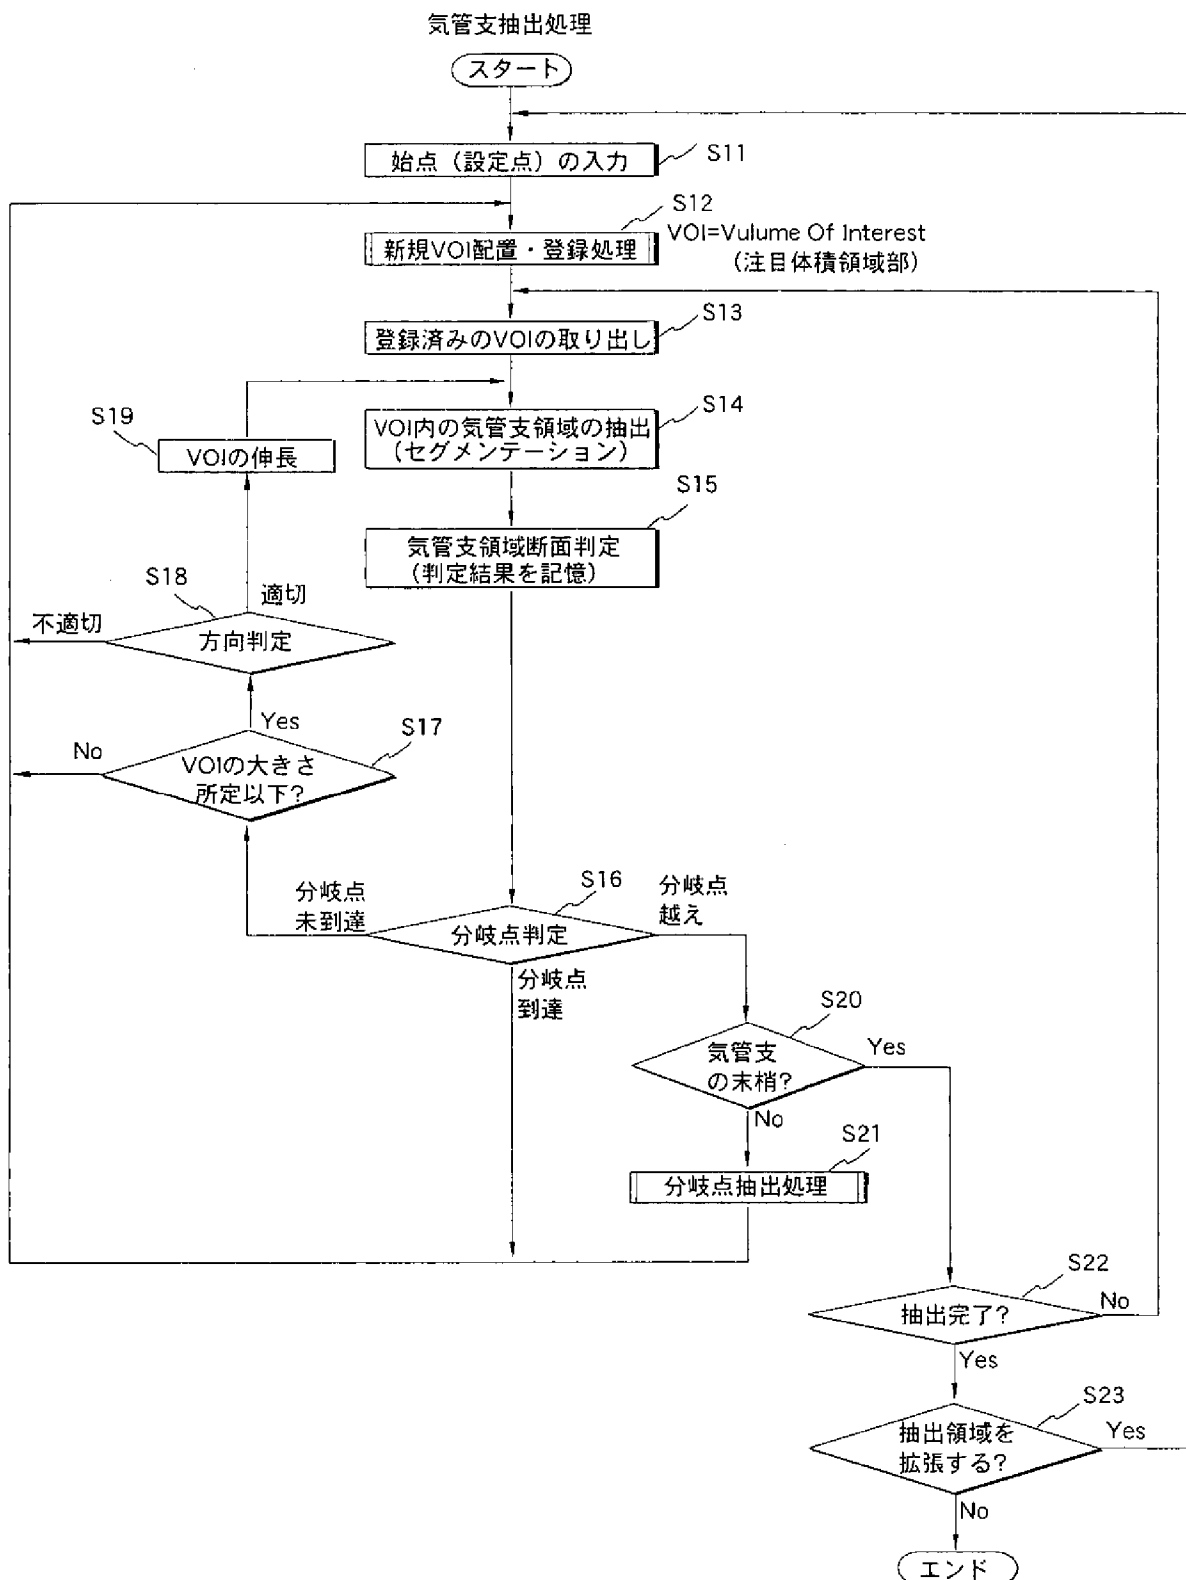 気管支抽出処理
スタート
始点（設定点）の入力
S11
S12
新規VOI配置・登録処理
VOI=Vulume Of Interest
（注目体積領域部）
S13
登録済みのVOIの取り出し
S14
VOI内の気管支領域の抽出
(セグメンテーション)
S19
VOIの伸長
S15
気管支領域断面判定
(判定結果を記憶)
S18
適切
不適切
方向判定
Yes
S17
No
VOIの大きさ
所定以下?
分岐点
未到達
S16
分岐点
越え
分岐点判定
分岐点
到達
S20
気管支
の末梢?
Yes
No
S21
分岐点抽出処理
S22
抽出完了?
No
Yes
S23
抽出領域を
拡張する?
Yes
No
エンド